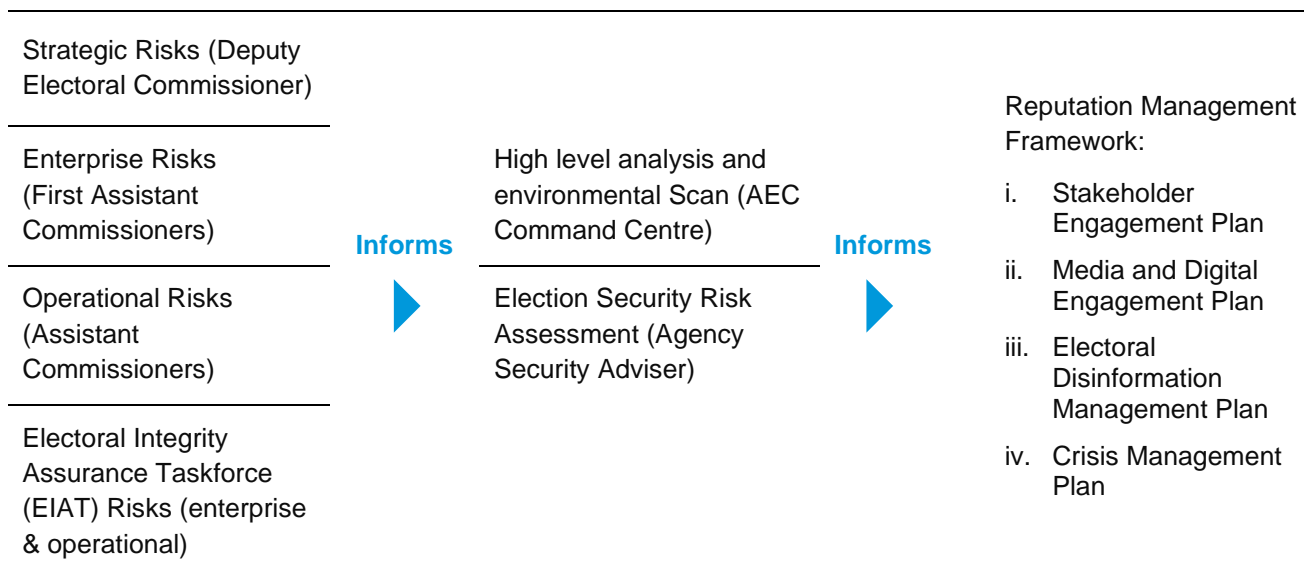 Strategic Risks (Deputy
Electoral Commissioner)
Enterprise Risks
(First Assistant
Commissioners)
Operational Risks
(Assistant
Commissioners)
Electoral Integrity
Assurance Taskforce
(EIAT) Risks (enterprise
& operational)
Informs
High level analysis and
environmental Scan (AEC
Command Centre)
Election Security Risk
Assessment (Agency
Security Adviser)
Informs
Reputation Management
Framework:
i. Stakeholder
Engagement Plan
ii. Media and Digital
Engagement Plan
iii. Electoral
Disinformation
Management Plan
iv. Crisis Management
Plan